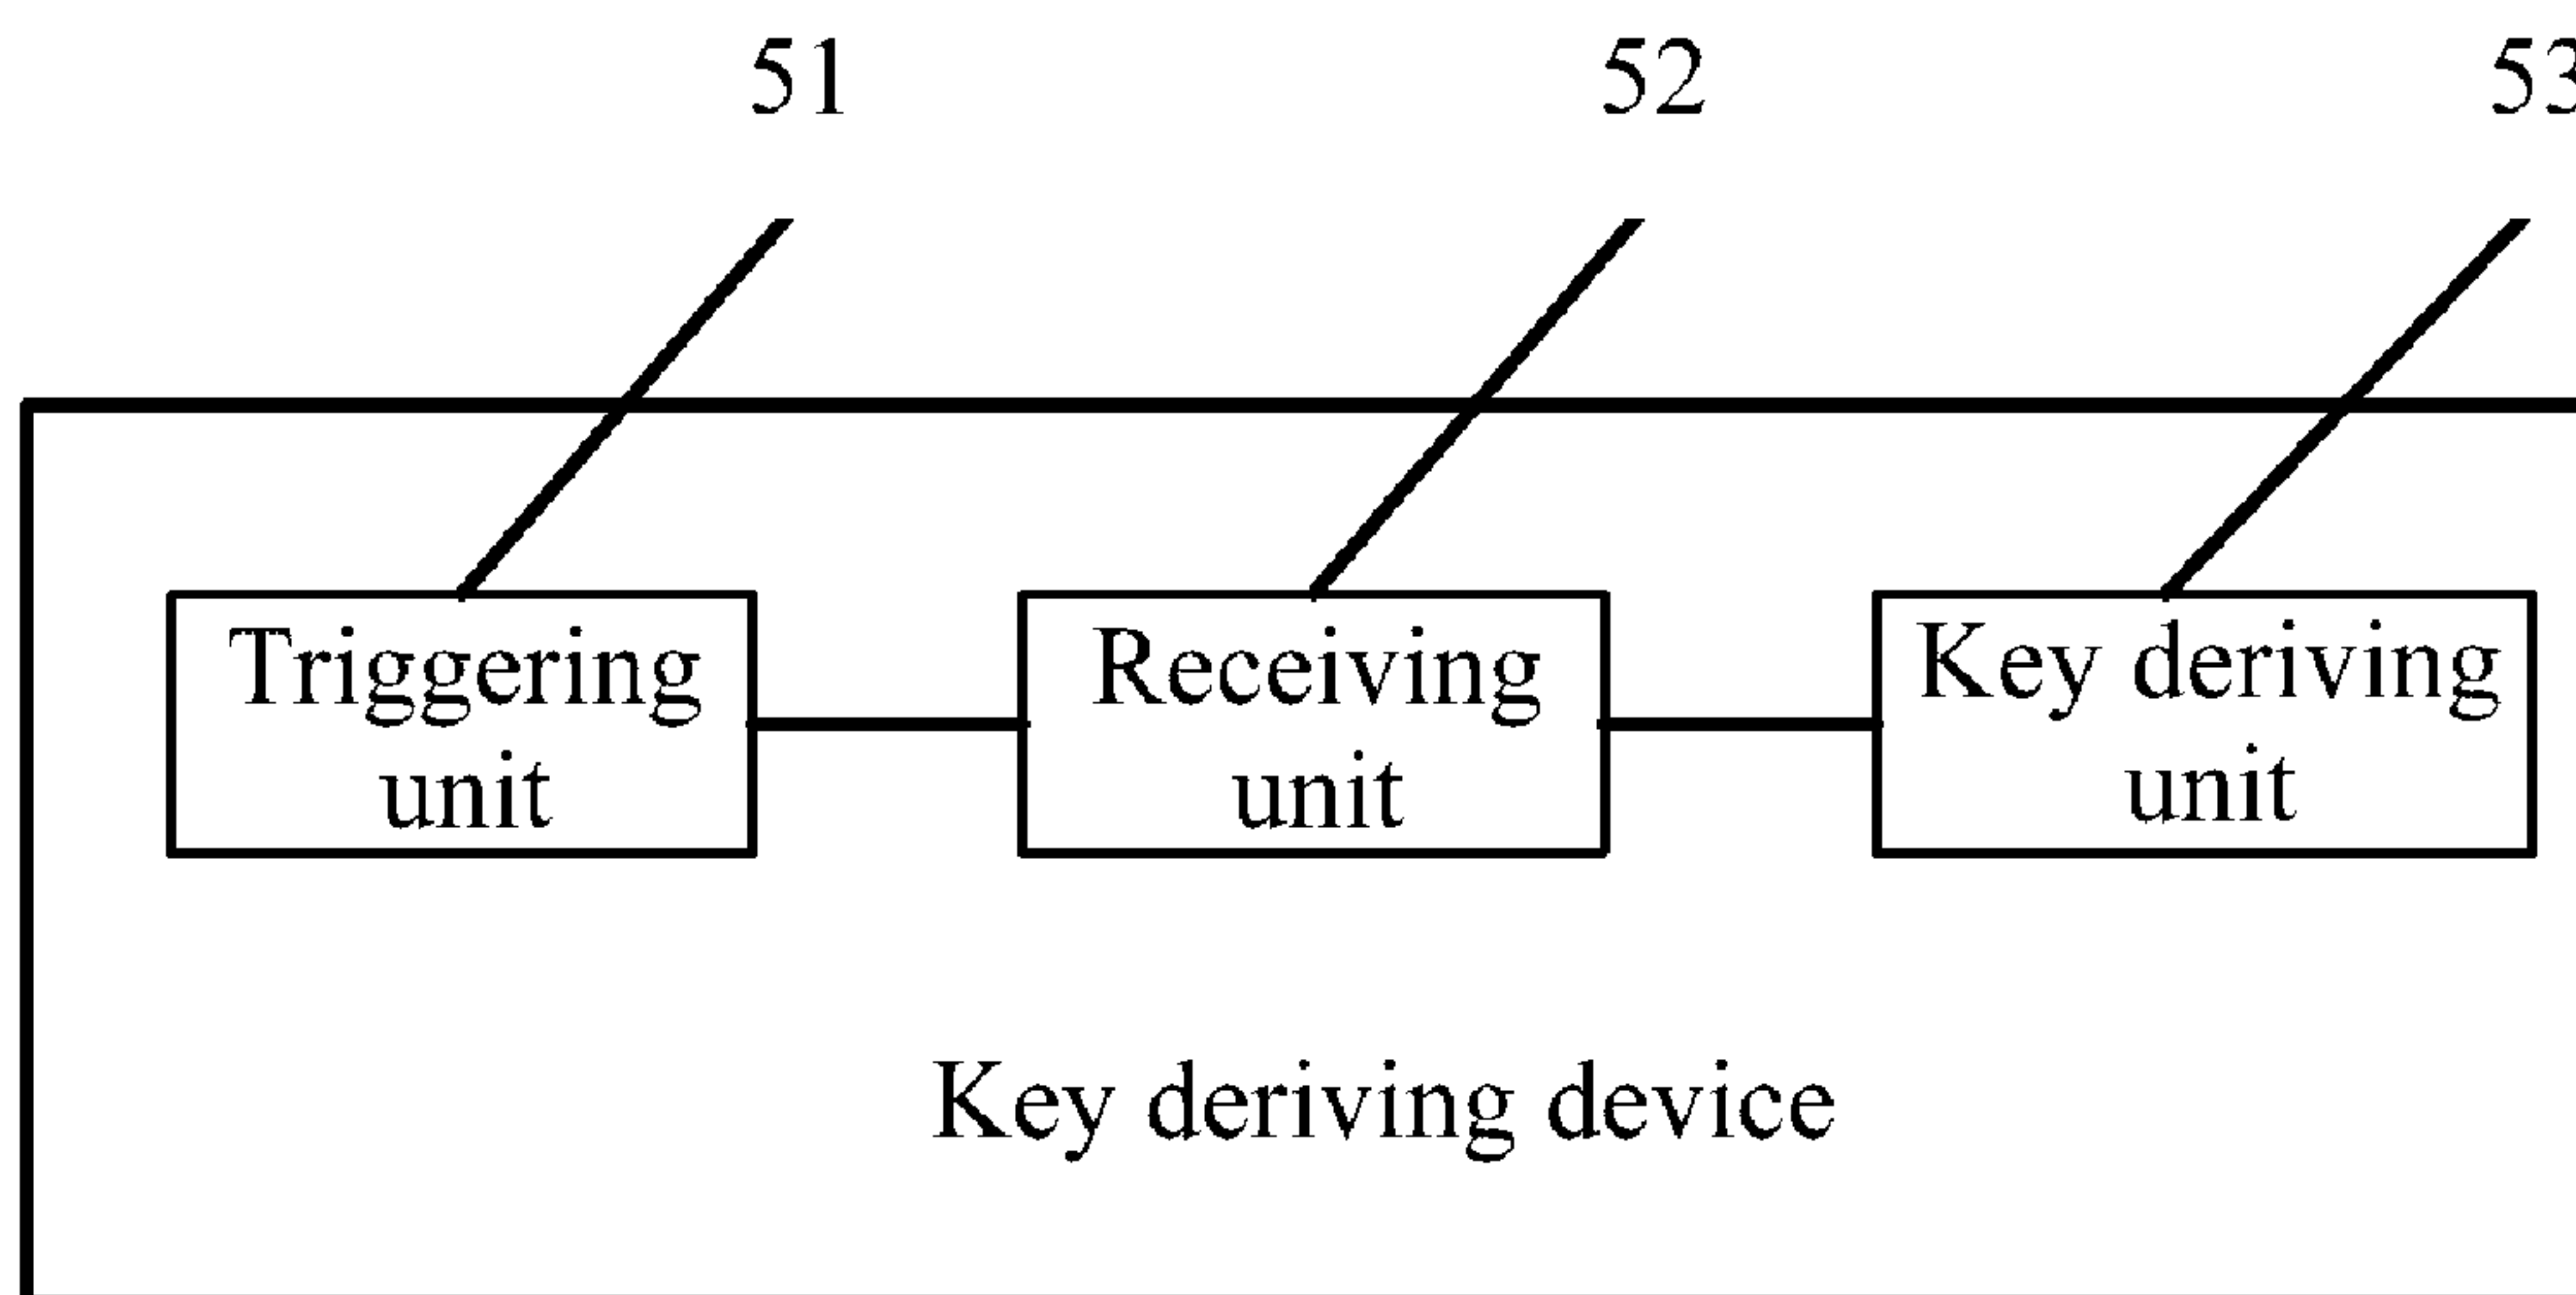 51 52 53
Triggering Receiving Key deriving
unit unit unit
Key deriving device